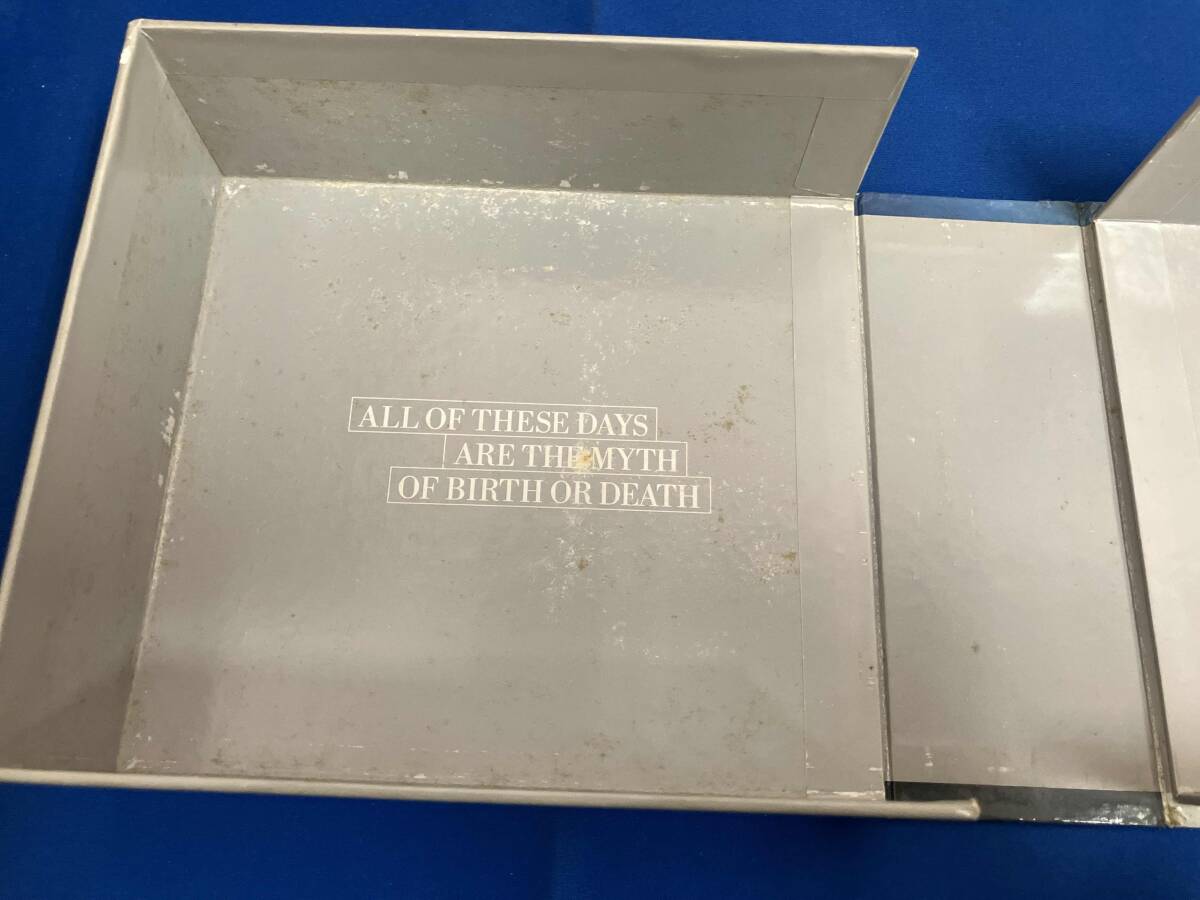 ALL OF THESE DAYS
ARE THE MYTH
OF BIRTH OR DEATH